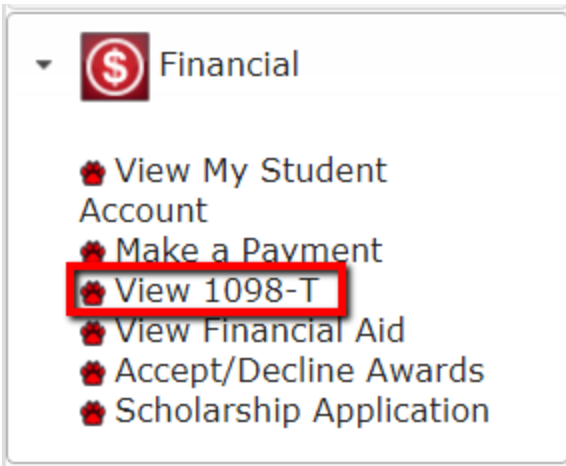 Financial
View My Student
Account
Make a Payment
View 1098-T
View Financial Aid
Accept/Decline Awards
Scholarship Application